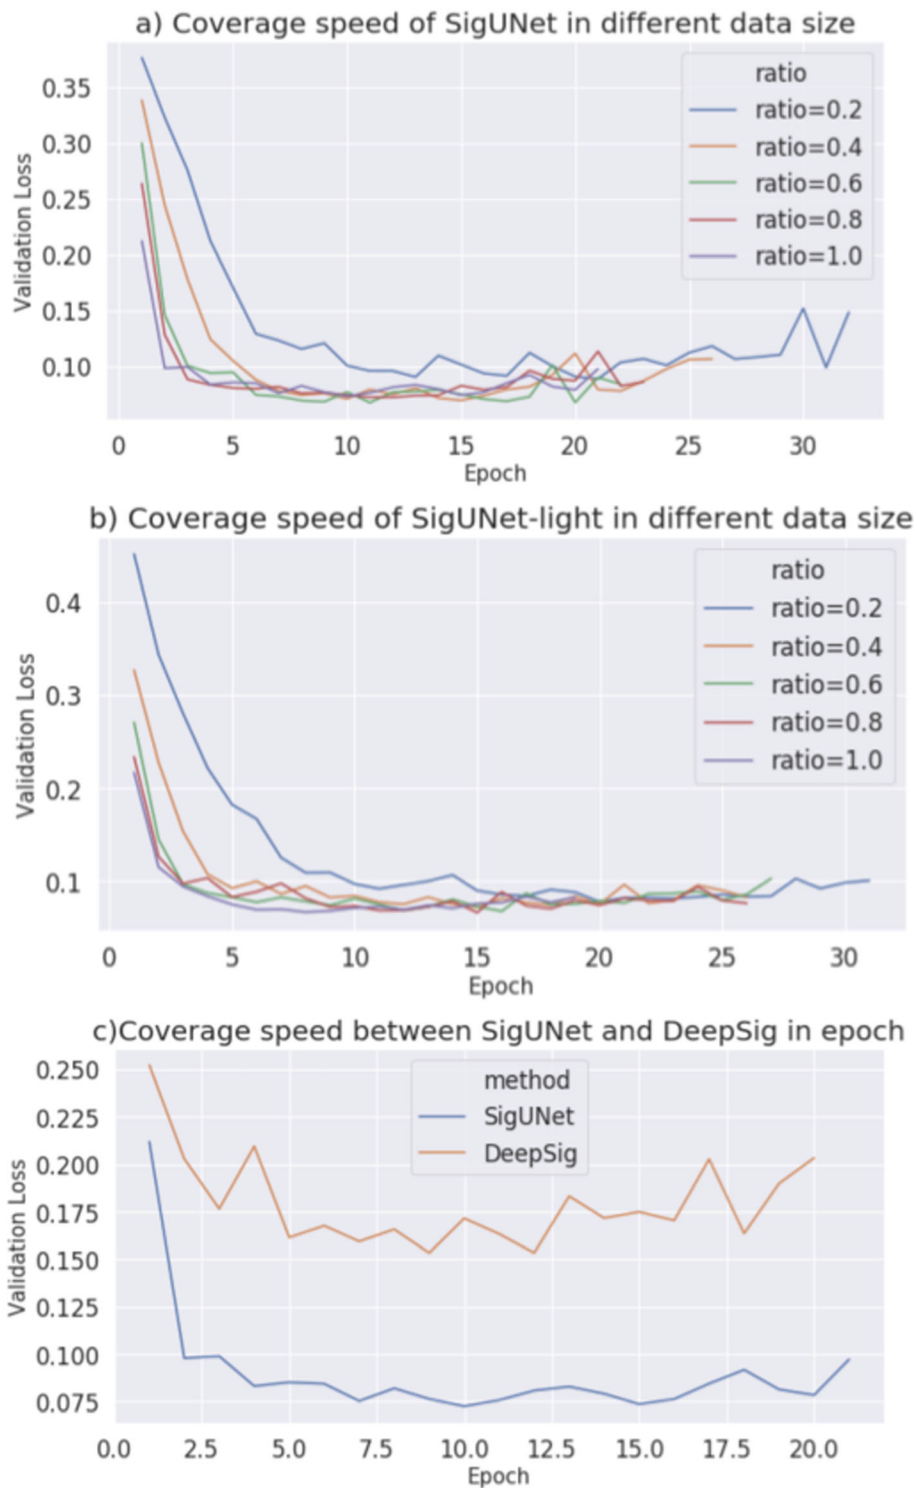 a) Coverage speed of SigUNet in different data size
ratio
ratio=0.2
ratio=0.4
ratio=0.6
ratio=0.8
ratio=1.0
Validation Loss
0.35
0.30
0.25
0.20
0.15
0.10
0 5 10 15 20 25 30
Epoch
b) Coverage speed of SigUNet-light in different data size
ratio
ratio=0.2
ratio=0.4
ratio=0.6
ratio=0.8
ratio=1.0
Validation Loss
0.4
0.3
0.2
0.1
0 5 10 15 20 25 30
Epoch
c)Coverage speed between SigUNet and DeepSig in epoch
method
SigUNet
DeepSig
Validation Loss
0.250
0.225
0.200
0.175
0.150
0.125
0.100
0.075
0.0 2.5 5.0 7.5 10.0 12.5 15.0 17.5 20.0
Epoch